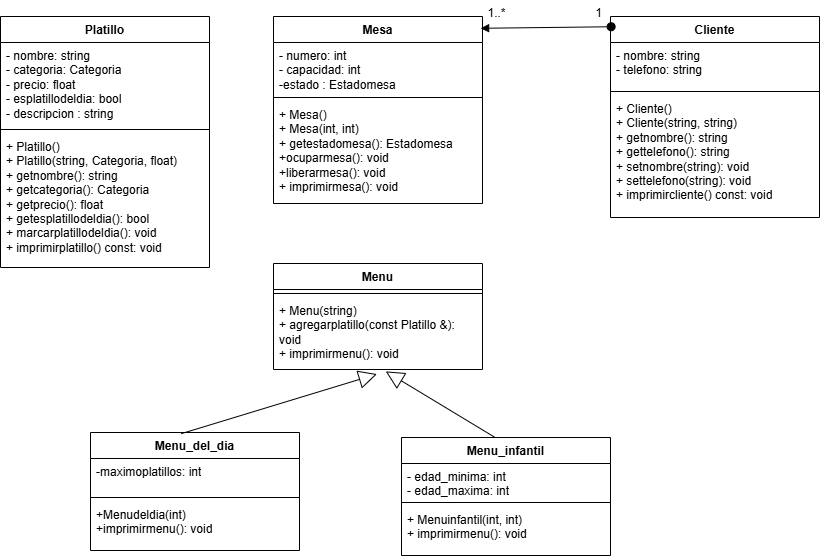 Platillo
- nombre: string
- categoria: Categoria
- precio: float
- esplatillodeldia: bool
- descripcion : string
+ Platillo()
+ Platillo(string, Categoria, float)
+ getnombre(): string
+ getcategoria(): Categoria
+ getprecio(): float
+ getesplatillodeldia(): bool
+ marcarplatillodeldia(): void
+ imprimirplatillo() const: void
Mesa
- numero: int
- capacidad: int
-estado : Estadomesa
+ Mesa()
+ Mesa(int, int)
+ getestadomesa(): Estadomesa
+ocuparmesa(): void
+liberarmesa(): void
+ imprimirmesa(): void
1..*
1
Cliente
- nombre: string
- telefono: string
+ Cliente()
+ Cliente(string, string)
+ getnombre(): string
+ gettelefono(): string
+ setnombre(string): void
+ settelefono(string): void
+ imprimircliente() const: void
Menu
+ Menu(string)
+ agregarplatillo(const Platillo &):
void
+ imprimirmenu(): void
Menu_del_dia
-maximoplatillos: int
+Menudeldia(int)
+imprimirmenu(): void
Menu_infantil
- edad_minima: int
- edad_maxima: int
+ Menuinfantil(int, int)
+ imprimirmenu(): void